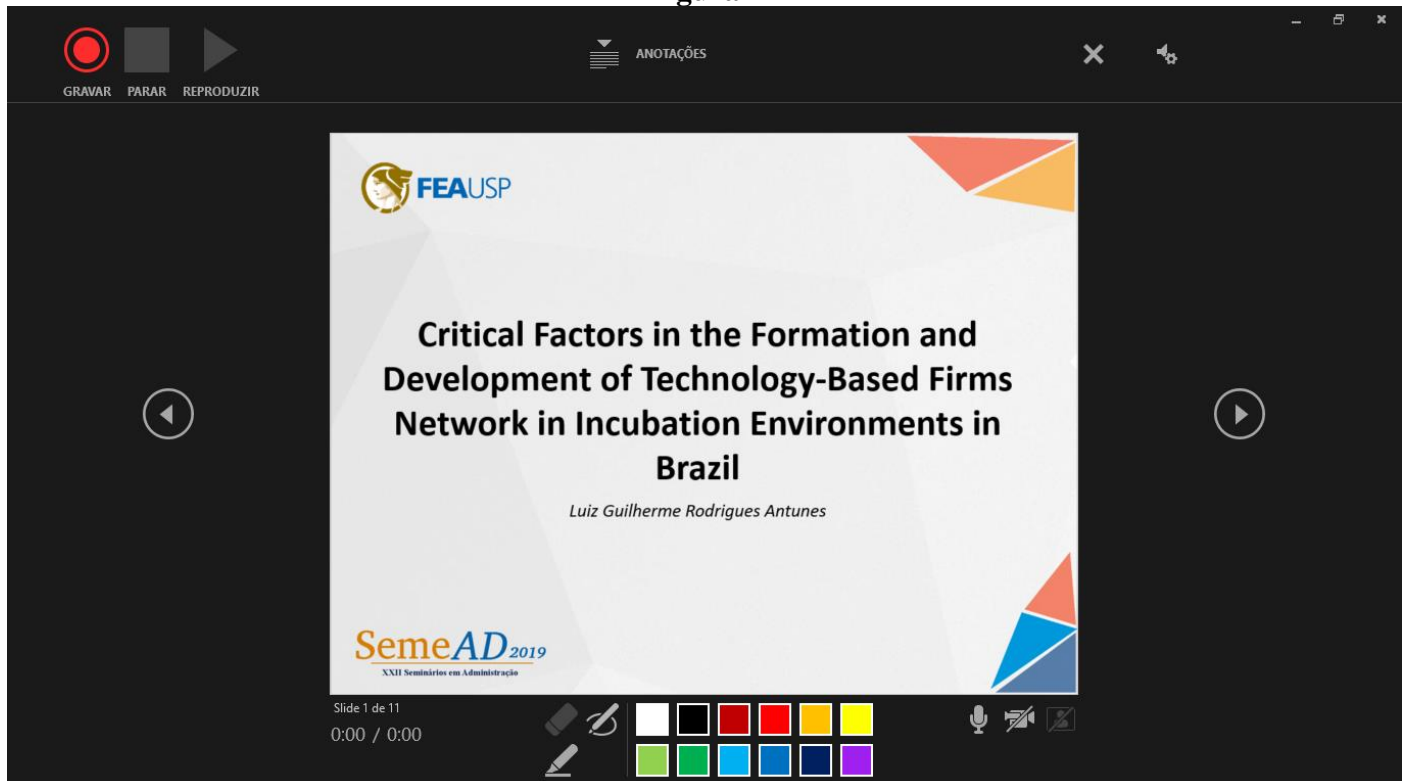 GRAVAR PARAR REPRODUZIR
ANOTAÇÕES
FEAUSP
Critical Factors in the Formation and
Development of Technology-Based Firms
Network in Incubation Environments in
Brazil
Luiz Guilherme Rodrigues Antunes
SemeAD 2019
XXII Seminários em Administração
Slide 1 de 11
0:00 / 0:00